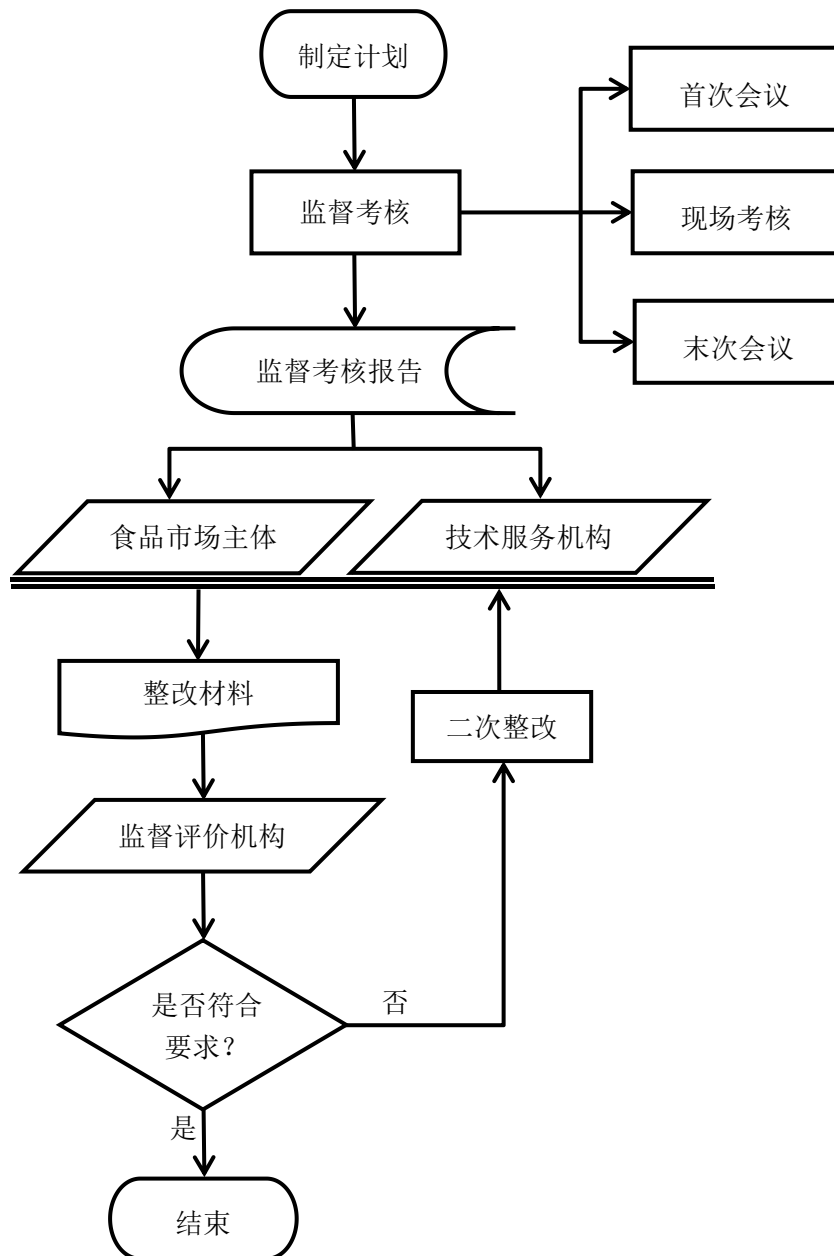 制定计划
首次会议
监督考核
现场考核
末次会议
监督考核报告
食品市场主体
技术服务机构
整改材料
二次整改
监督评价机构
是否符合
要求？
否
是
结束